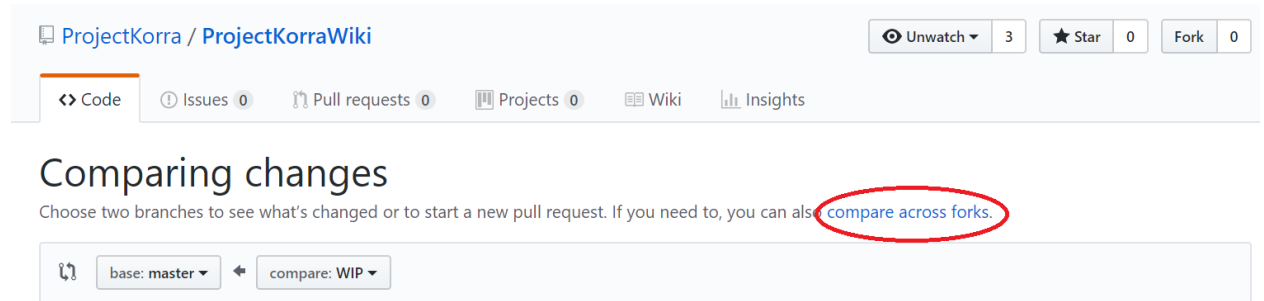 ProjectKorra / ProjectKorraWiki
Unwatch 3 Star 0 Fork 0
Code Issues 0 Pull requests 0 Projects 0 Wiki Insights
Comparing changes
Choose two branches to see what's changed or to start a new pull request. If you need to, you can also compare across forks.
base: master compare: WIP